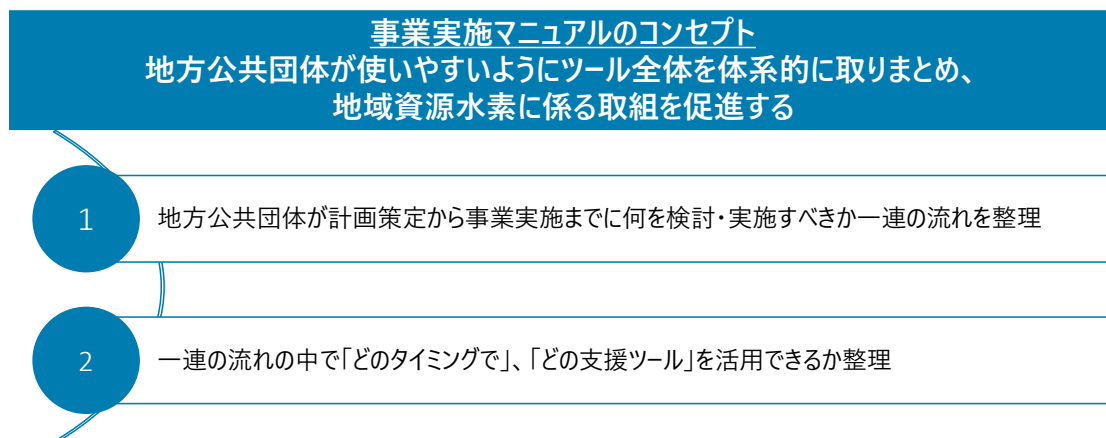 事業実施マニュアルのコンセプト
地方公共団体が使いやすいようにツール全体を体系的に取りまとめ、
地域資源水素に係る取組を促進する
1
地方公共団体が計画策定から事業実施までに何を検討・実施すべきか一連の流れを整理
2
一連の流れの中で「どのタイミングで」、「どの支援ツール」を活用できるか整理